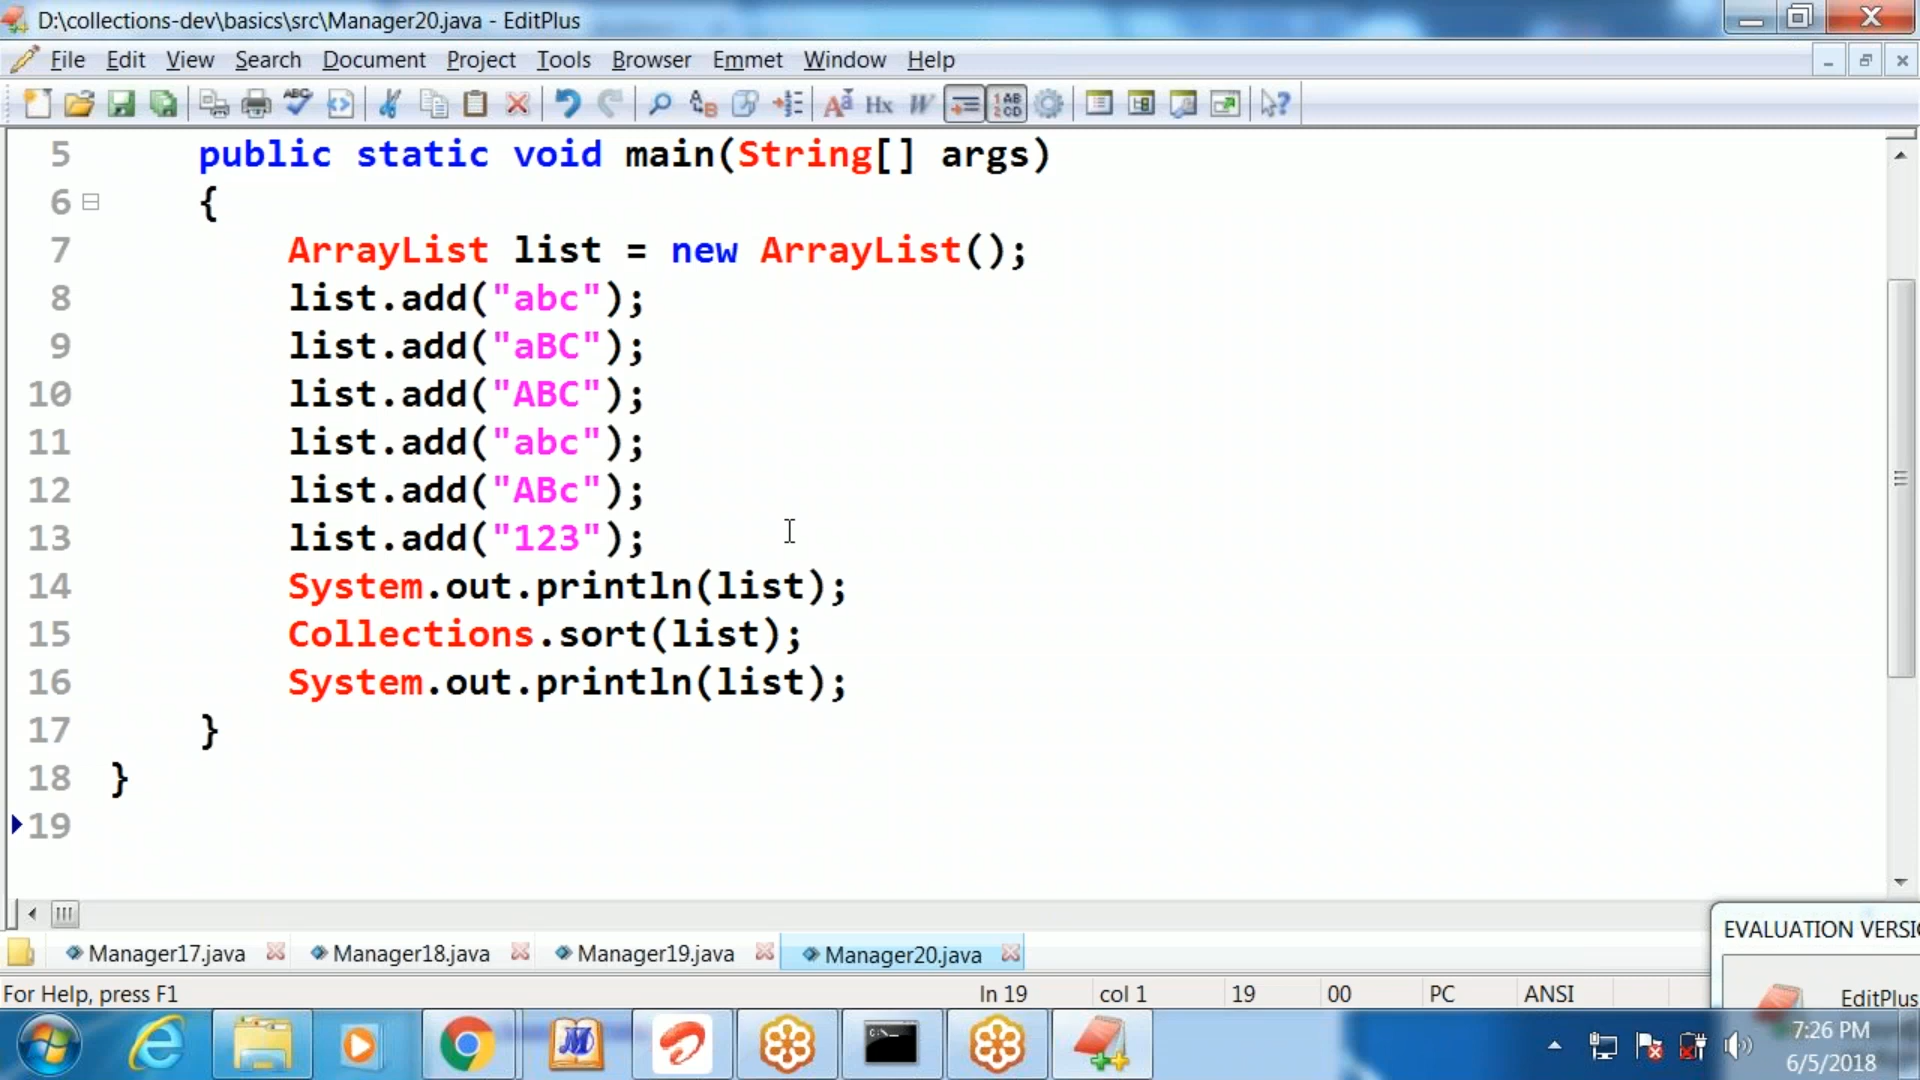 D:\collections-dev\basics\src\Manager20.java - EditPlus
File Edit View Search Document Project Tools Browser Emmet Window Help
5 public static void main(String[] args)
6 {
7 ArrayList list = new ArrayList();
8 list.add("abc");
9 list.add("aBC");
10 list.add("ABC");
11 list.add("abc");
12 list.add("ABc");
13 list.add("123");
14 System.out.println(list);
15 Collections.sort(list);
16 System.out.println(list);
17 }
18 }
19
EVALUATION
Manager17.java Manager18.java Manager19.java Manager20.java
For Help, press F1 ln 19 col 1 19 00 PC ANSI
EditPlus
7:26 PM
6/5/2018